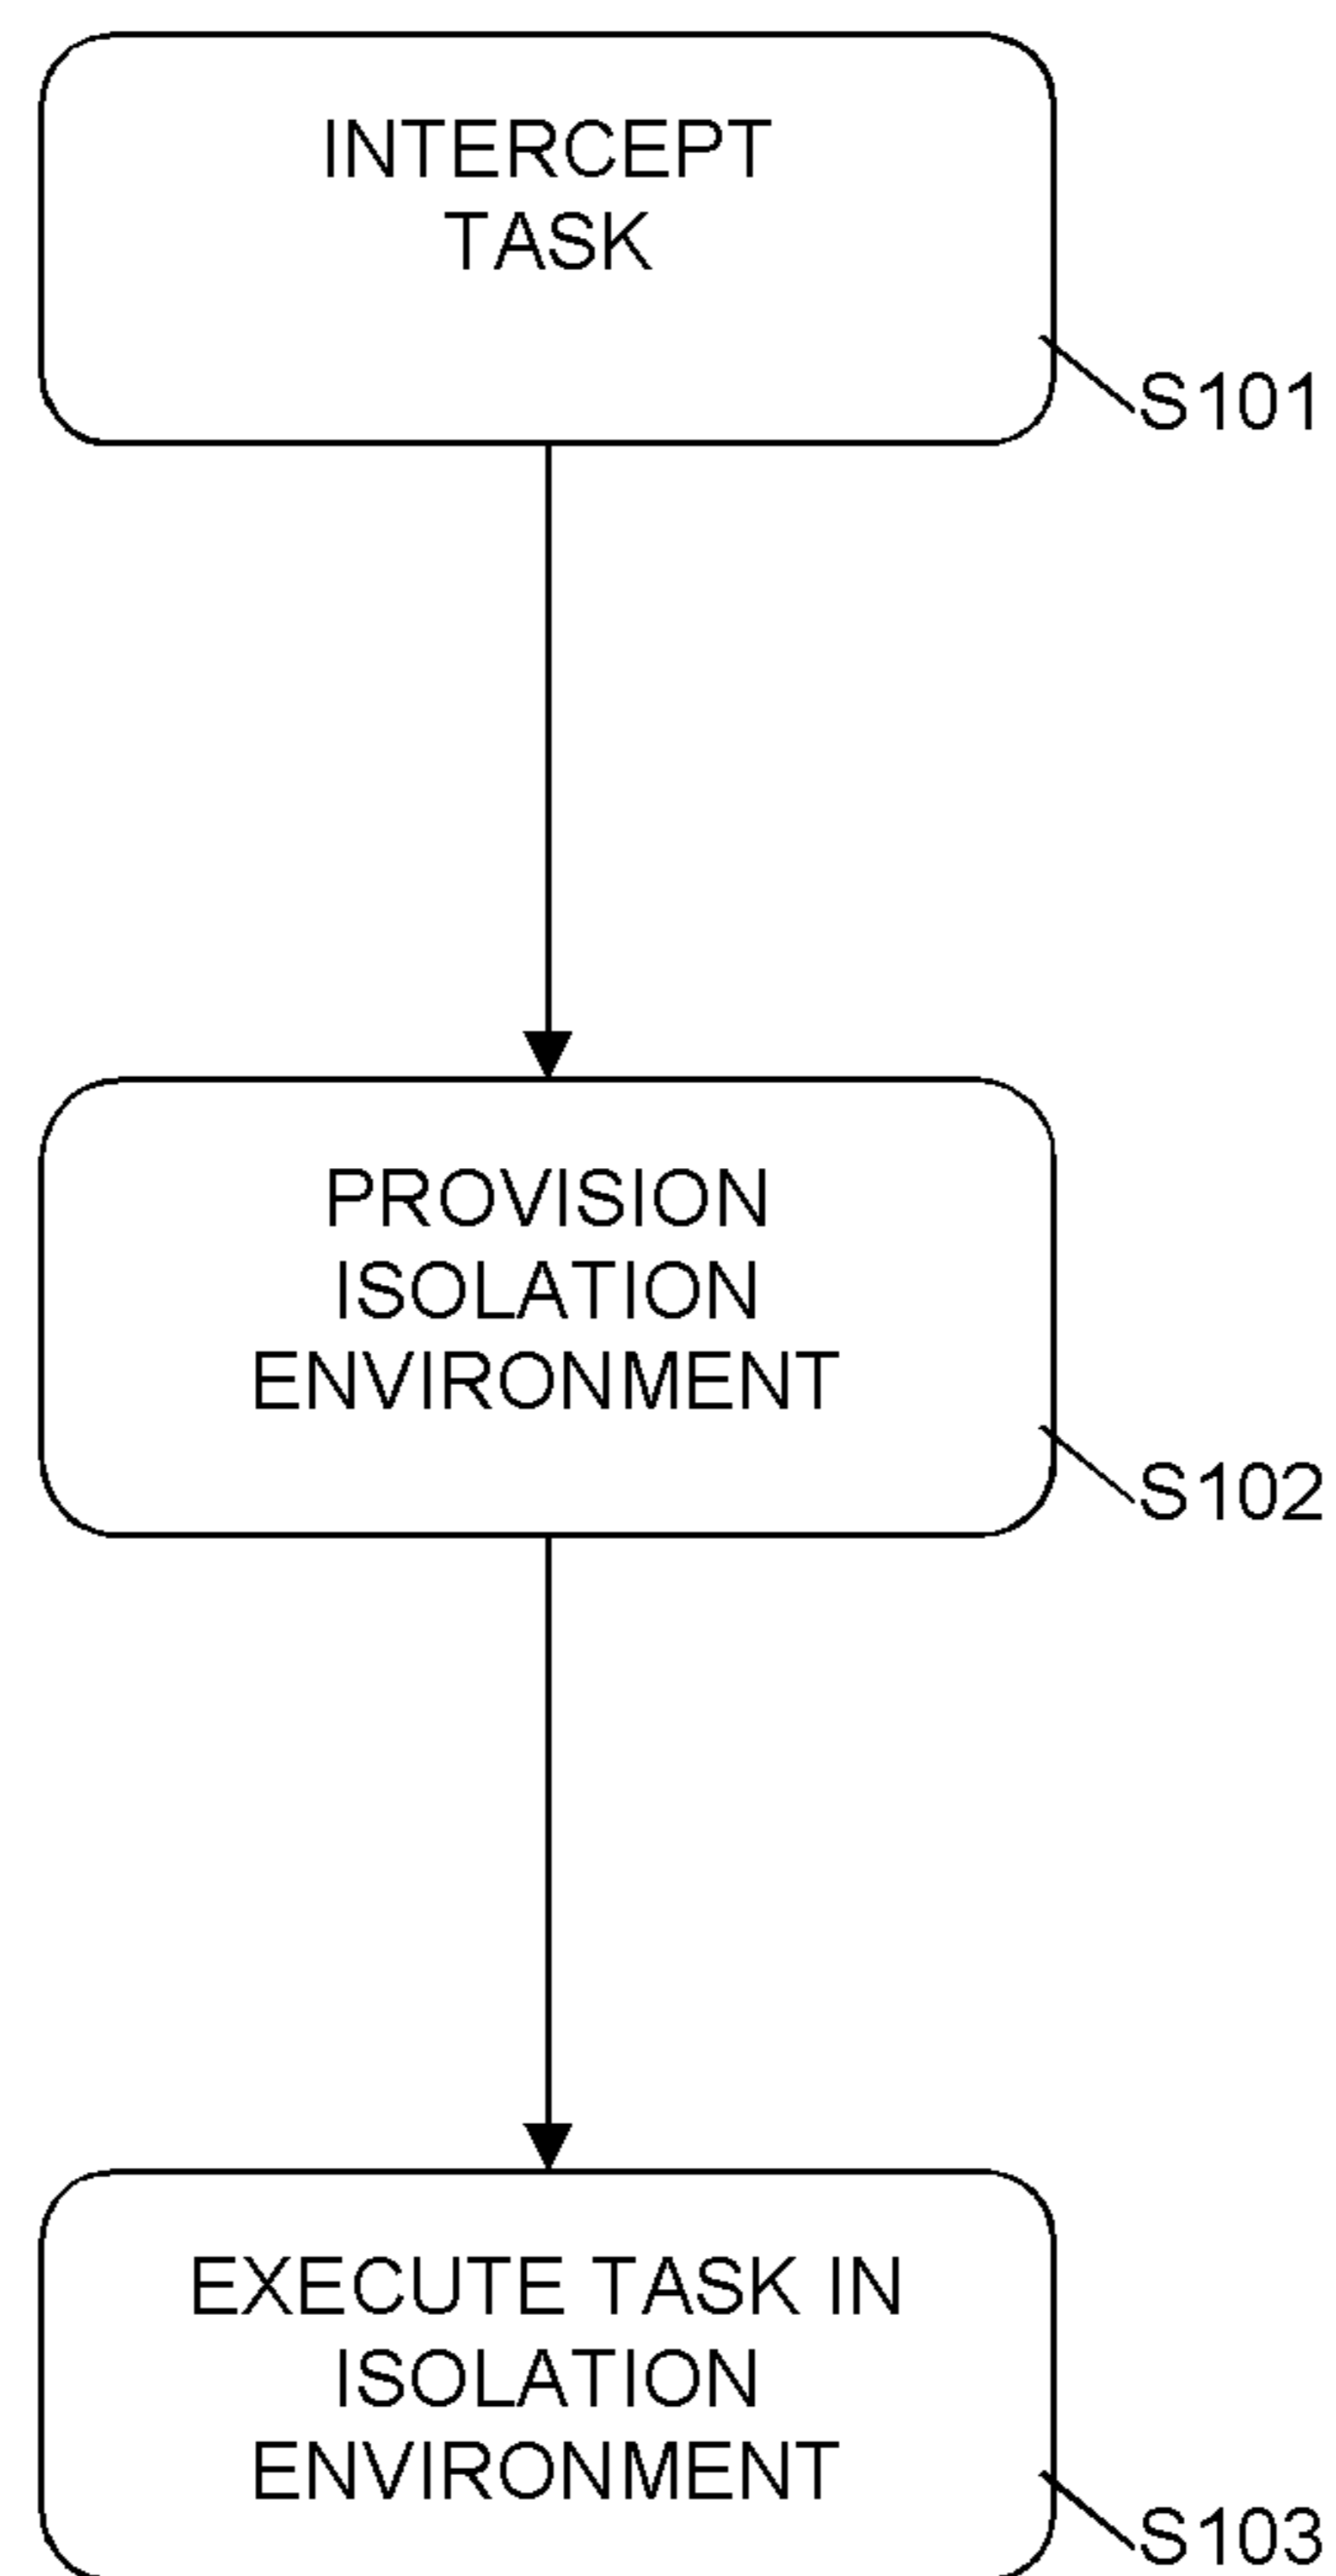 INTERCEPT
TASK
S101
PROVISION
ISOLATION
ENVIRONMENT
S102
EXECUTE TASK IN
ISOLATION
ENVIRONMENT
S103